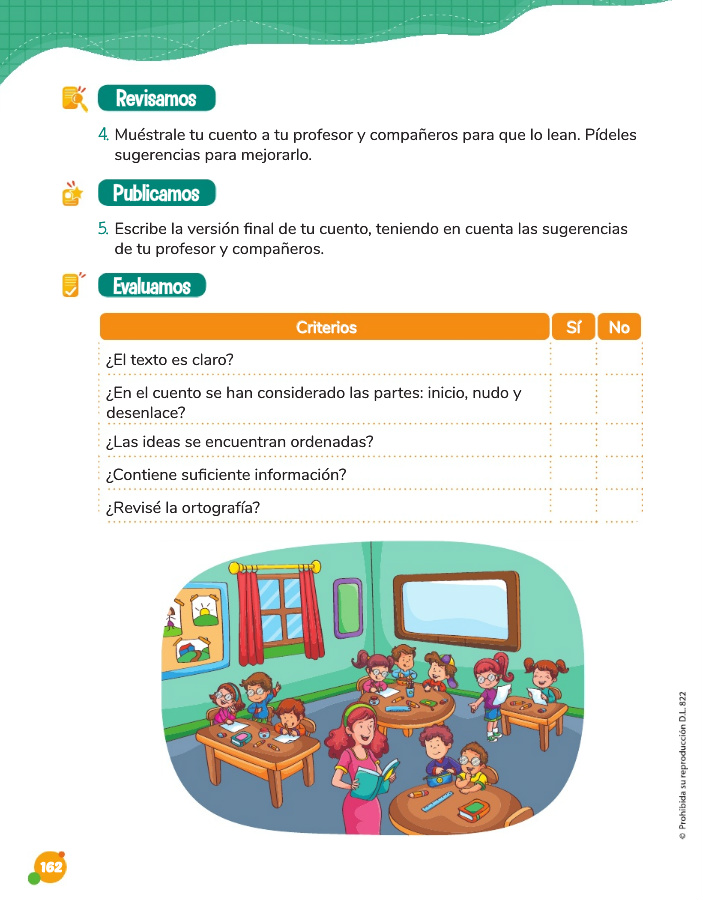 Revisamos
4. Muéstrale tu cuento a tu profesor y compañeros para que lo lean. Pídeles
sugerencias para mejorarlo.
Publicamos
5. Escribe la versión final de tu cuento, teniendo en cuenta las sugerencias
de tu profesor y compañeros.
Evaluamos
Criterios Sí No
¿El texto es claro?
¿En el cuento se han considerado las partes: inicio, nudo y
desenlace?
¿Las ideas se encuentran ordenadas?
¿Contiene suficiente información?
¿Revisé la ortografía?
© Prohibida su reproducción D.L. 822
162